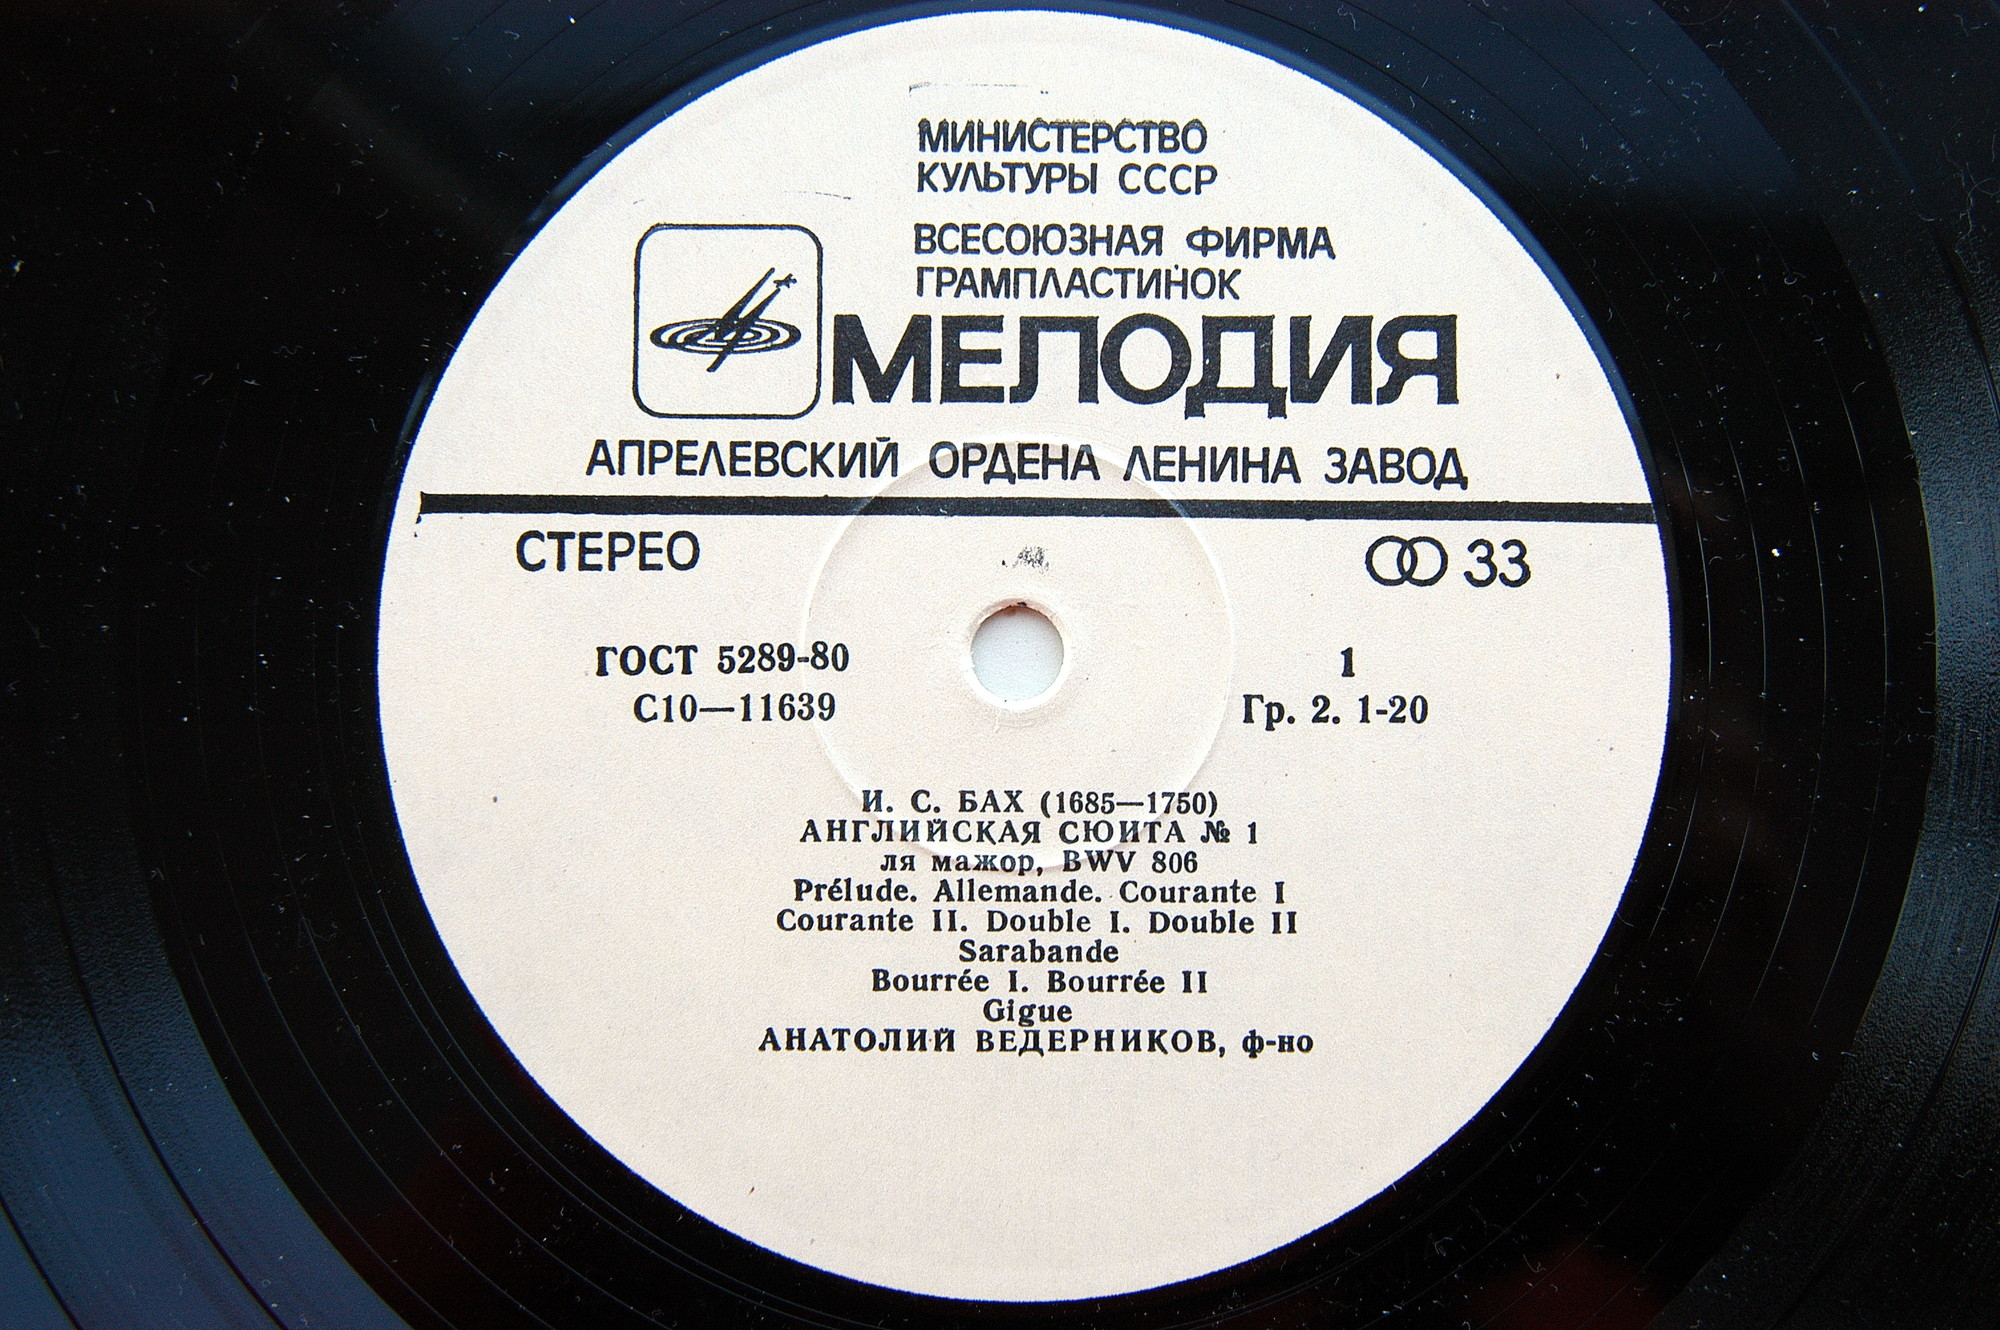 МИНИСТЕРСТВО
КУЛЬТУРЫ СССР
ВСЕСОЮЗНАЯ ФИРМА
ГРАМПЛАСТИНОК
МЕЛОДИЯ
АПРЕЛЕВСКИЙ ОРДЕНА ЛЕНИНА ЗАВОД
СТЕРЕО
33
ГОСТ 5289-80
1
С10—11639
Гр. 2. 1-20
И. С. БАХ (1685—1750)
АНГЛИЙСКАЯ СЮИТА № 1
ля мажор, BWV 806
Prélude. Allemande. Courante I
Courante II. Double I. Double II
Sarabande
Bourrée I. Bourrée II
Gigue
АНАТОЛИЙ ВЕДЕРНИКОВ, ф-но